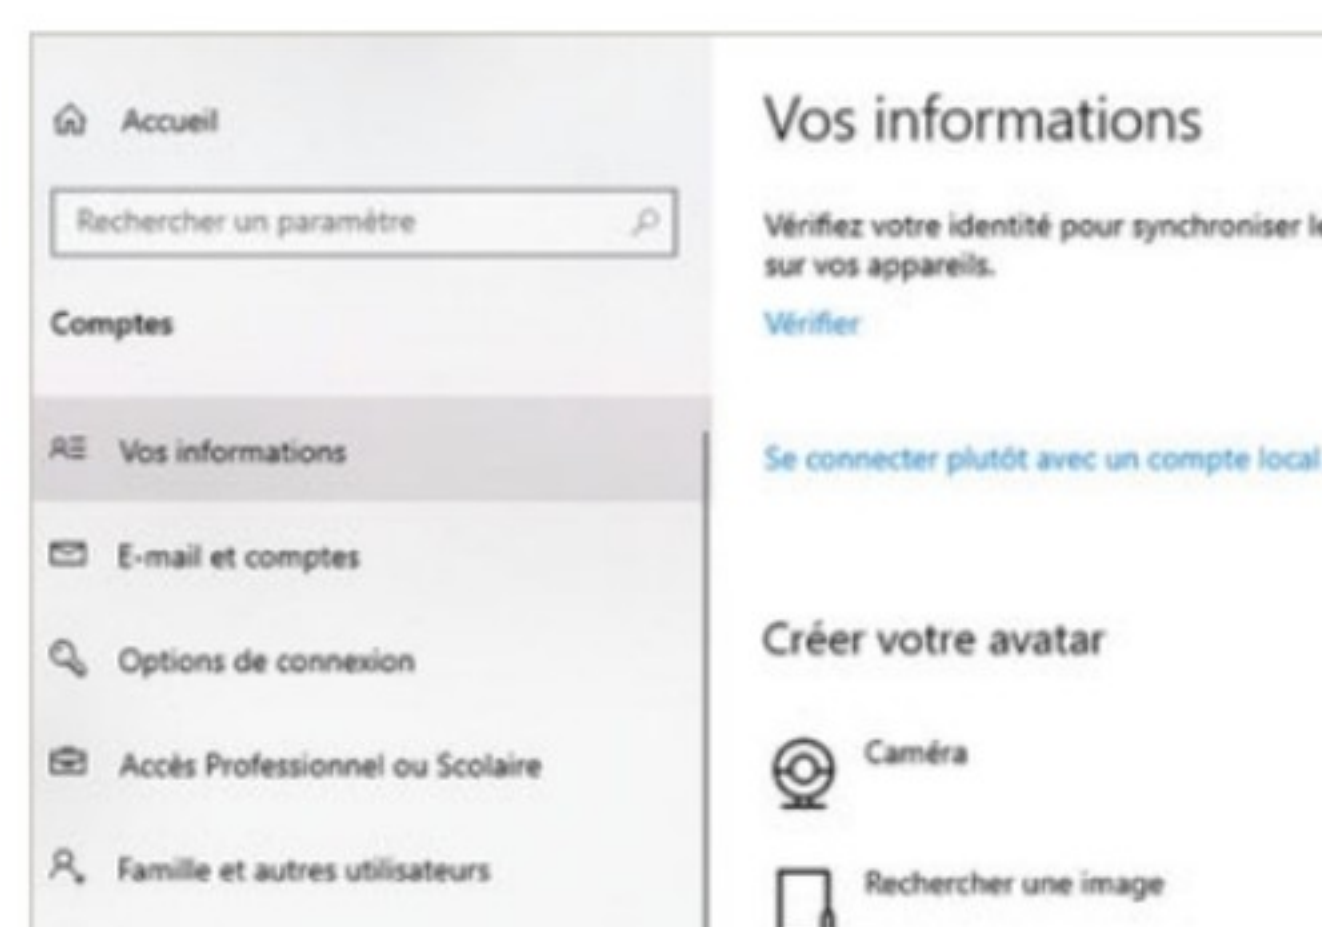 Accueil
Rechercher un paramètre
Comptes
Vos informations
E-mail et comptes
Options de connexion
Accès Professionnel ou Scolaire
Famille et autres utilisateurs
Vos informations
Vérifiez votre identité pour synchroniser
sur vos appareils.
Vérifier
Se connecter plutôt avec un compte local
Créer votre avatar
Caméra
Rechercher une image